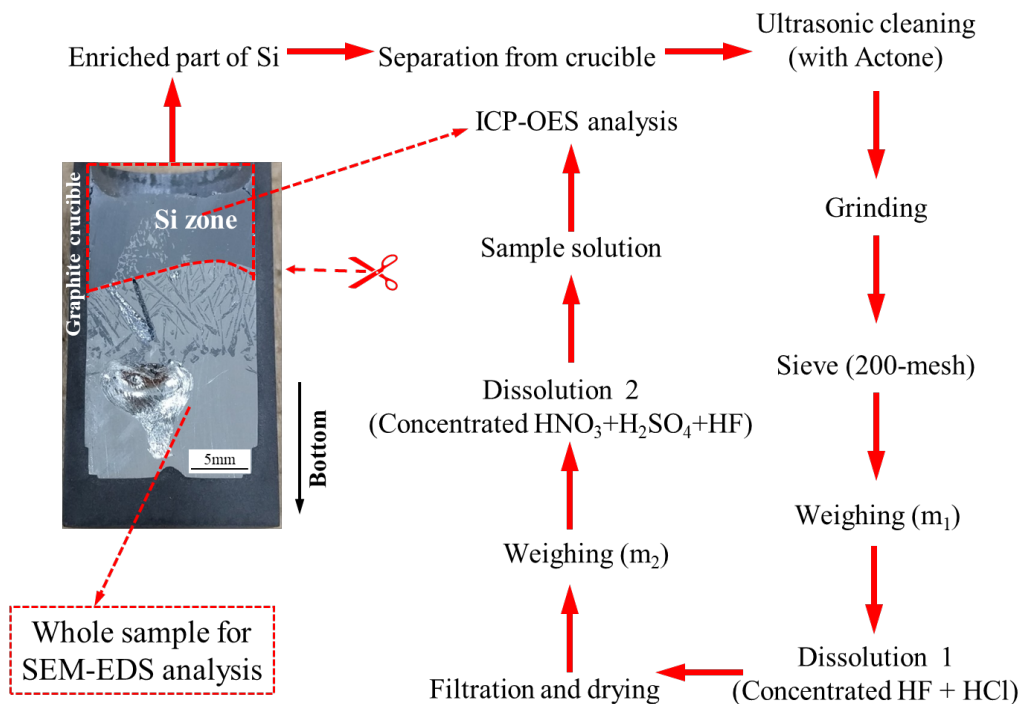 Enriched part of Si
Separation from crucible
Ultrasonic cleaning
(with Actone)
Grinding
Sieve (200-mesh)
Weighing (m₁)
Dissolution 1
(Concentrated HF + HCl)
Filtration and drying
Weighing (m₂)
Dissolution 2
(Concentrated HNO₃+H₂SO₄+HF)
Sample solution
ICP-OES analysis
Graphite crucible
Si zone
5mm
Bottom
Whole sample for
SEM-EDS analysis